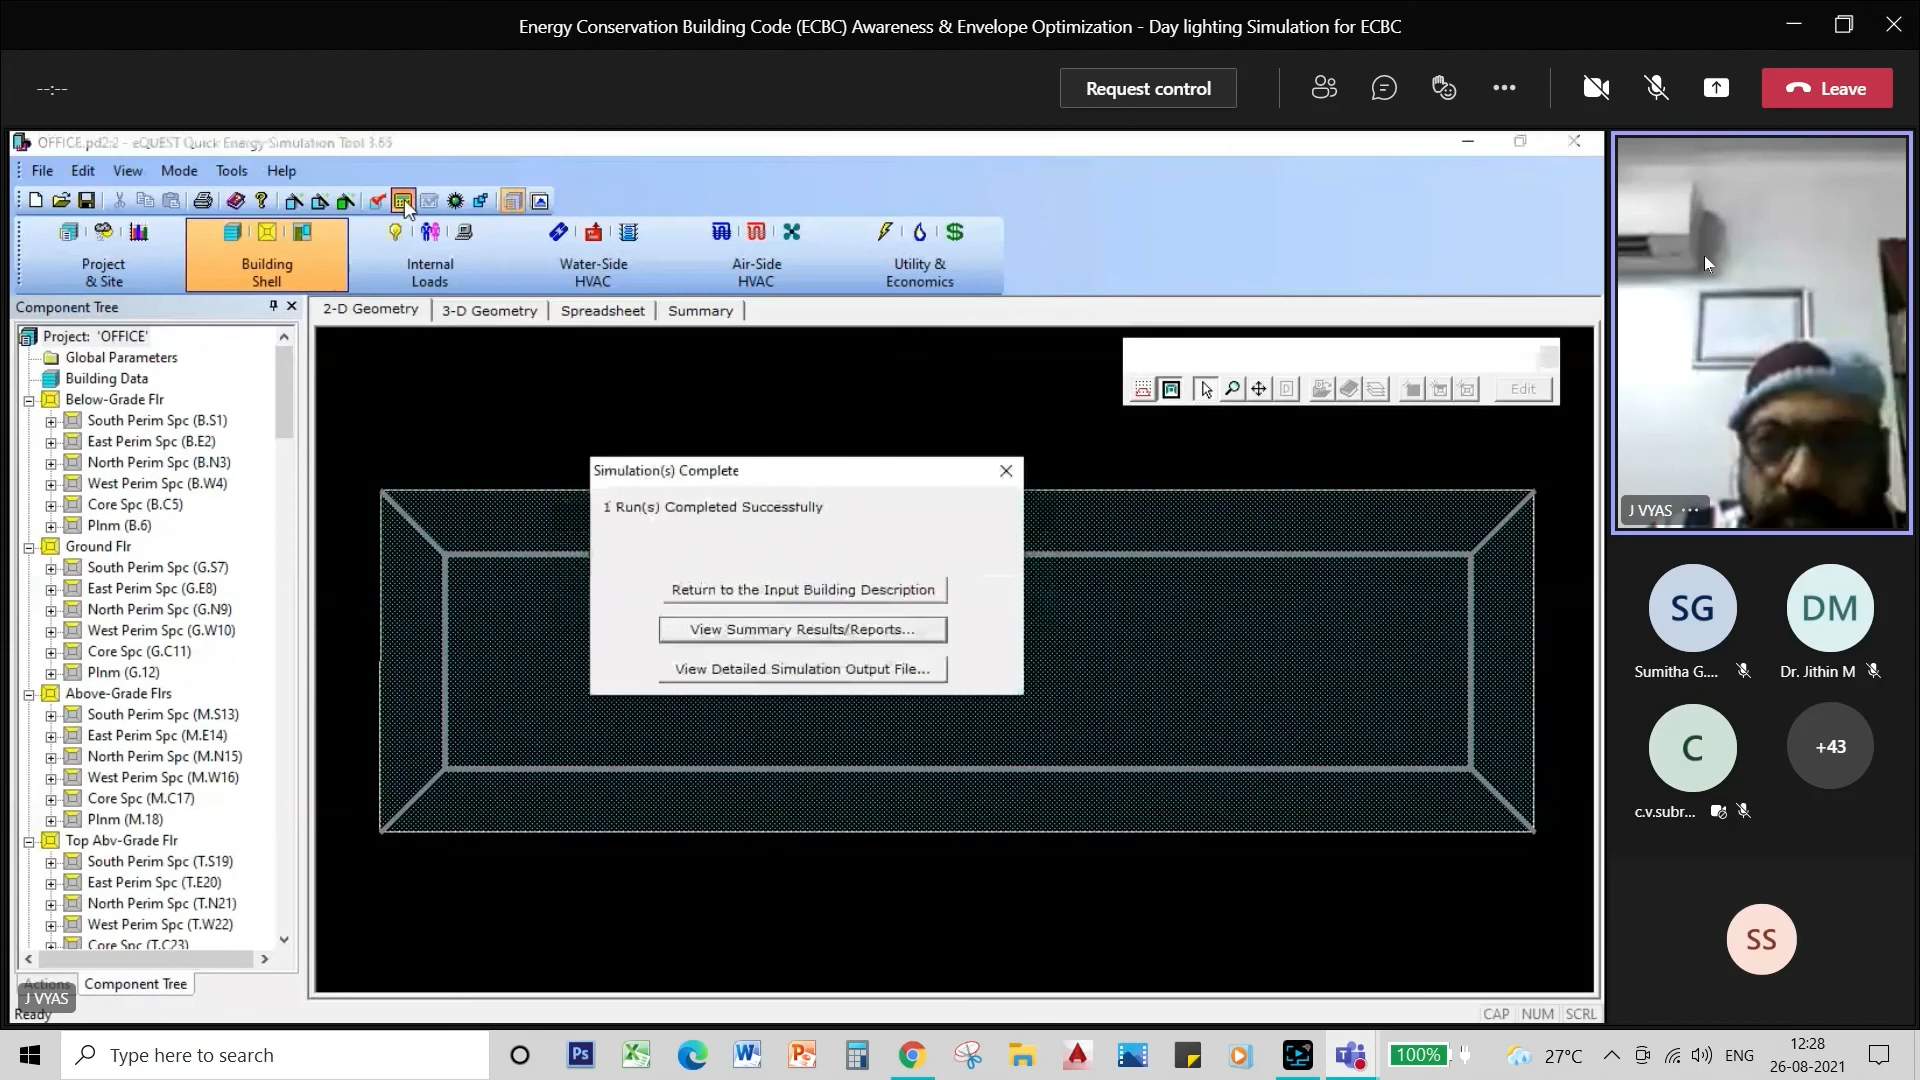 Energy Conservation Building Code (ECBC) Awareness & Envelope Optimization - Day lighting Simulation for ECBC
--:--
Request control
Leave
OFFICE.pd2:2 - eQUEST Quick Energy Simulation Tool 3.65
File Edit View Mode Tools Help
Project & Site
Building Shell
Internal Loads
Water-Side HVAC
Air-Side HVAC
Utility & Economics
Component Tree
2-D Geometry
3-D Geometry
Spreadsheet
Summary
Project: 'OFFICE'
Global Parameters
Building Data
Below-Grade Flr
South Perim Spc (B.S1)
East Perim Spc (B.E2)
North Perim Spc (B.N3)
West Perim Spc (B.W4)
Core Spc (B.C5)
Plnm (B.6)
Ground Flr
South Perim Spc (G.S7)
East Perim Spc (G.E8)
North Perim Spc (G.N9)
West Perim Spc (G.W10)
Core Spc (G.C11)
Plnm (G.12)
Above-Grade Flrs
South Perim Spc (M.S13)
East Perim Spc (M.E14)
North Perim Spc (M.N15)
West Perim Spc (M.W16)
Core Spc (M.C17)
Plnm (M.18)
Top Abv-Grade Flr
South Perim Spc (T.S19)
East Perim Spc (T.E20)
North Perim Spc (T.N21)
West Perim Spc (T.W22)
Core Spc (T.C23)
Actions
Component Tree
J VYAS
Ready
Edit
Simulation(s) Complete
1 Run(s) Completed Successfully
Return to the Input Building Description
View Summary Results/Reports...
View Detailed Simulation Output File...
CAP NUM SCRL
J VYAS ...
SG
DM
Sumitha G....
Dr. Jithin M
C
+43
c.v.subr...
SS
Type here to search
Ps
100%
27°C
ENG
12:28
26-08-2021